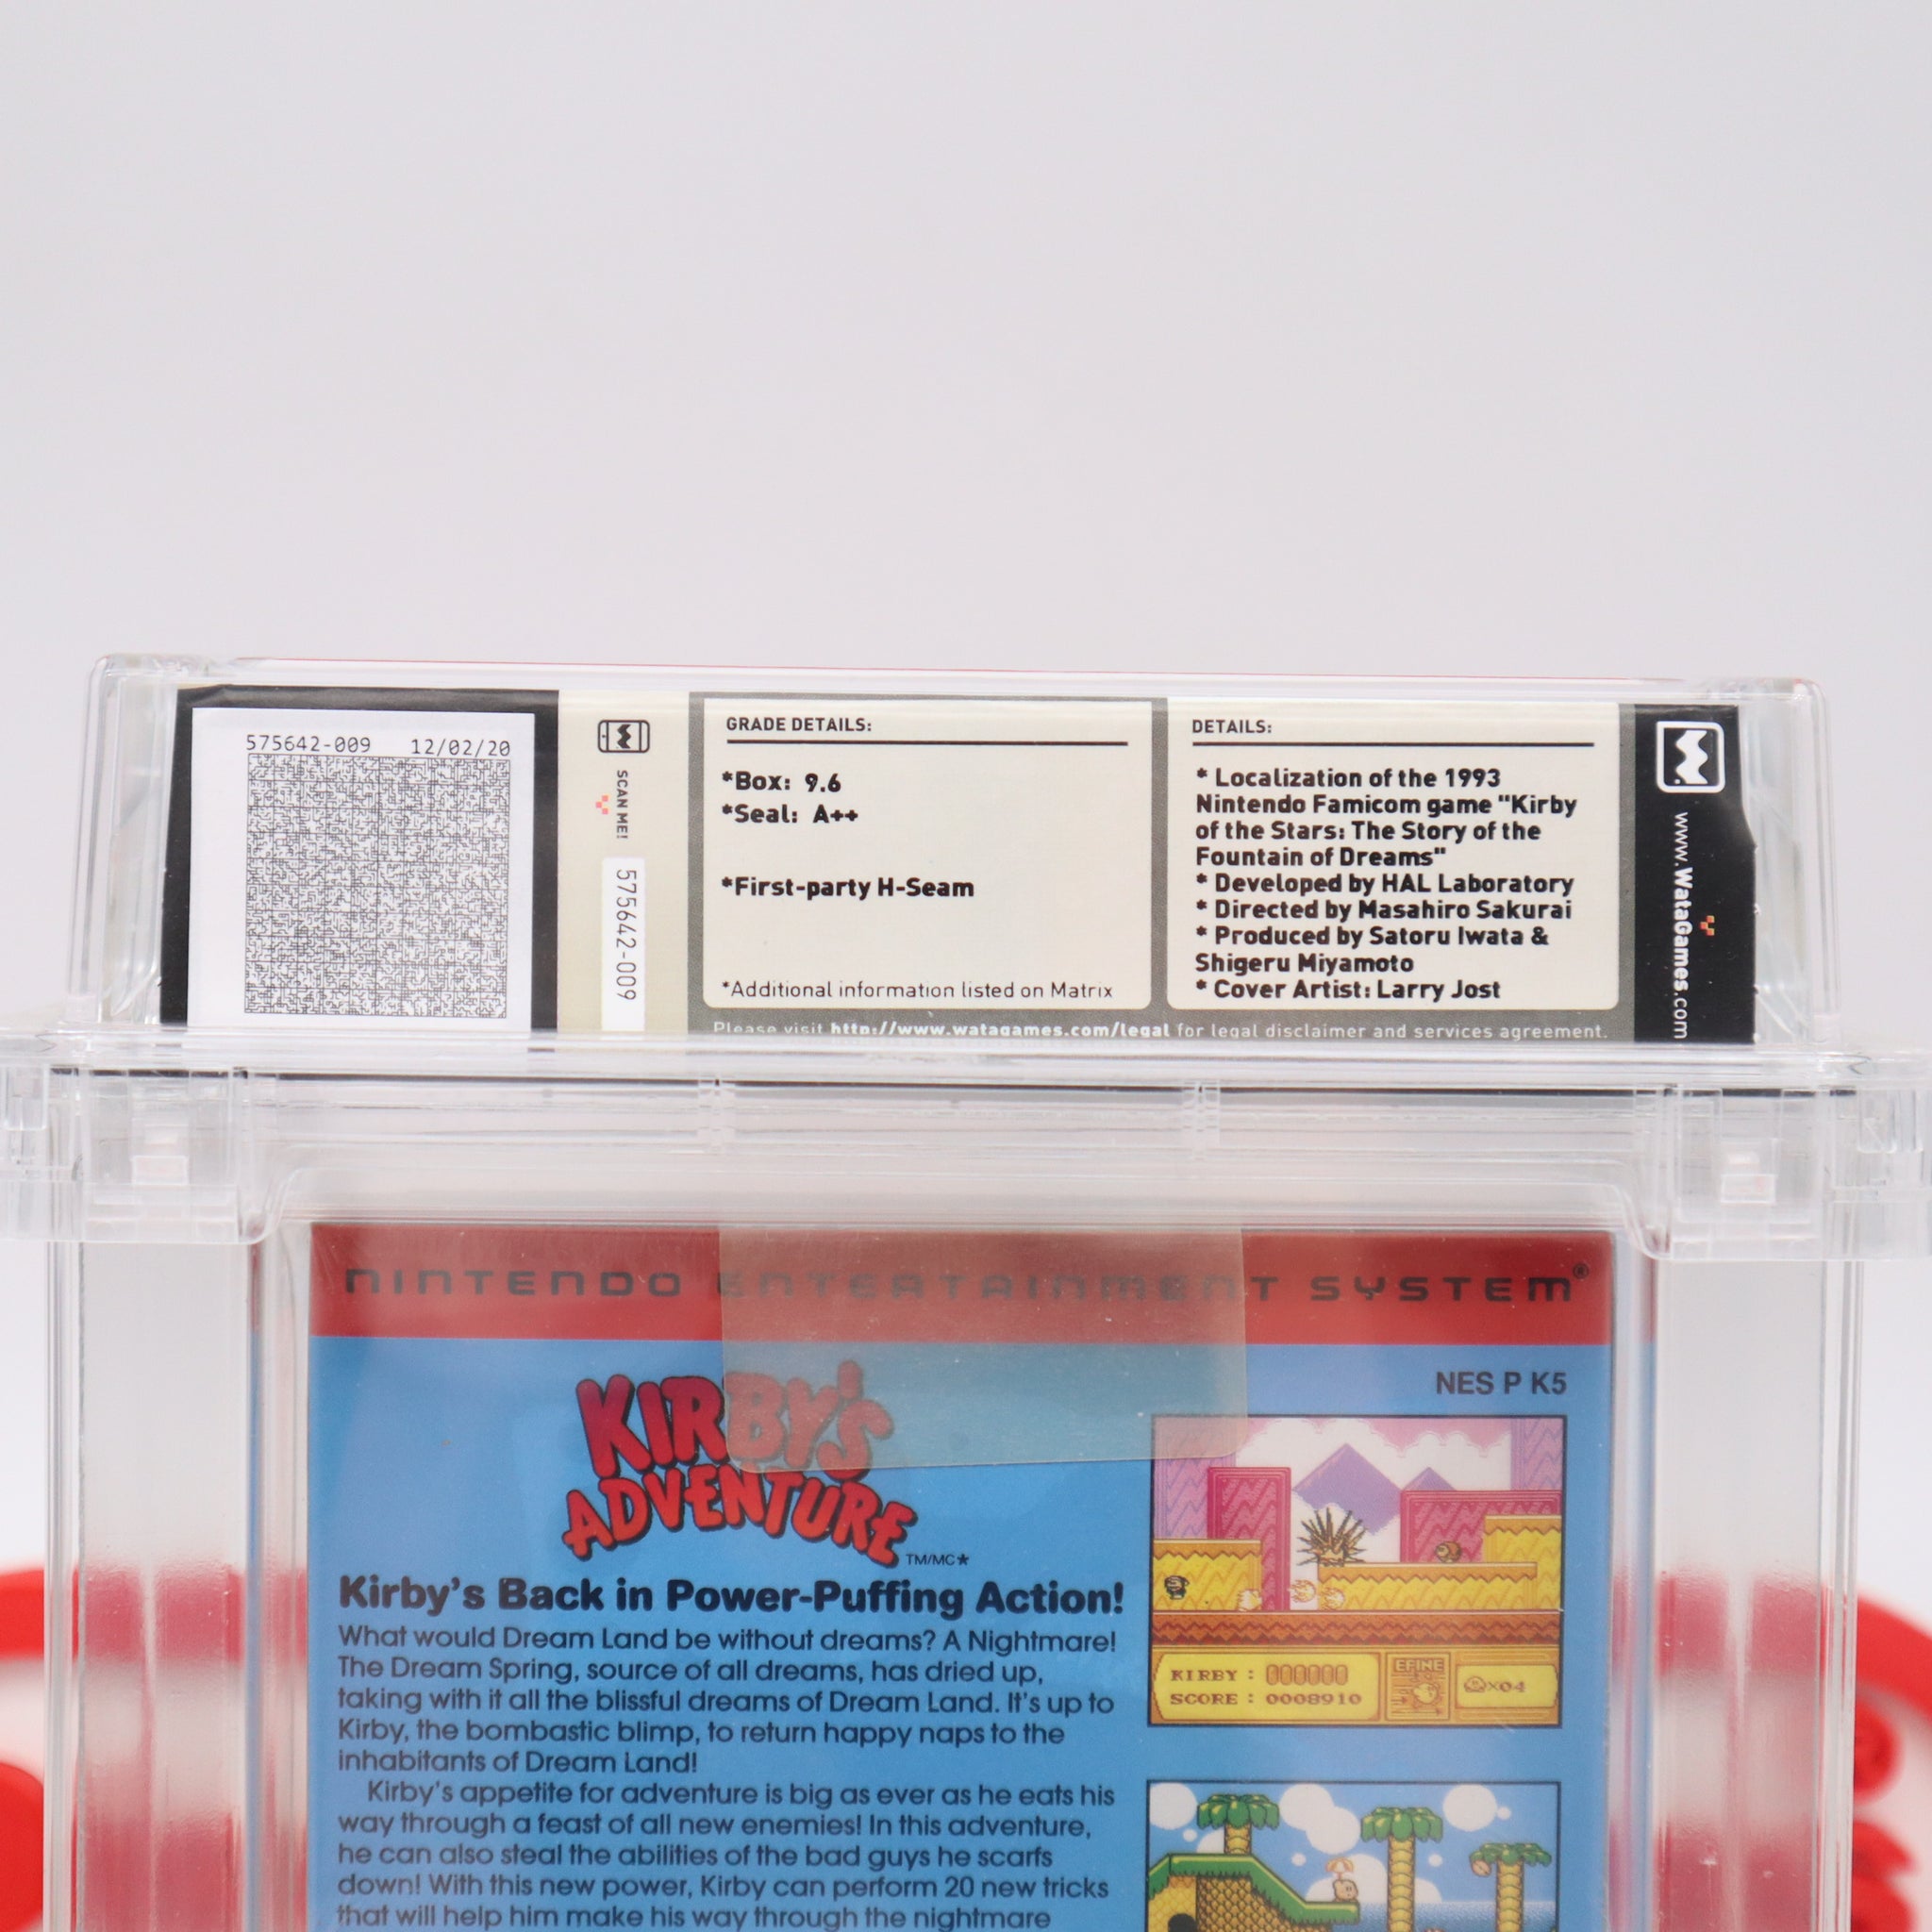 575642-009 12/02/20
SCAN ME!
575642-009
GRADE DETAILS:
*Box: 9.6
*Seal: A++
*First-party H-Seam
*Additional information listed on Matrix
DETAILS:
* Localization of the 1993
Nintendo Famicom game "Kirby
of the Stars: The Story of the
Fountain of Dreams"
* Developed by HAL Laboratory
* Directed by Masahiro Sakurai
* Produced by Satoru Iwata &
Shigeru Miyamoto
* Cover Artist: Larry Jost
Please visit http://www.watagames.com/legal for legal disclaimer and services agreement.
www.WataGames.com
NINTENDO ENTERTAINMENT SYSTEM®
NES P K5
KIRBY'S
ADVENTURE
TM/MC*
Kirby's Back in Power-Puffing Action!
What would Dream Land be without dreams? A Nightmare!
The Dream Spring, source of all dreams, has dried up,
taking with it all the blissful dreams of Dream Land. It's up to
Kirby, the bombastic blimp, to return happy naps to the
inhabitants of Dream Land!
Kirby's appetite for adventure is big as ever as he eats his
way through a feast of all new enemies! In this adventure,
he can also steal the abilities of the bad guys he scarfs
down! With this new power, Kirby can perform 20 new tricks
that will help him make his way through the nightmare
KIRBY :
SCORE : 0008910
×04